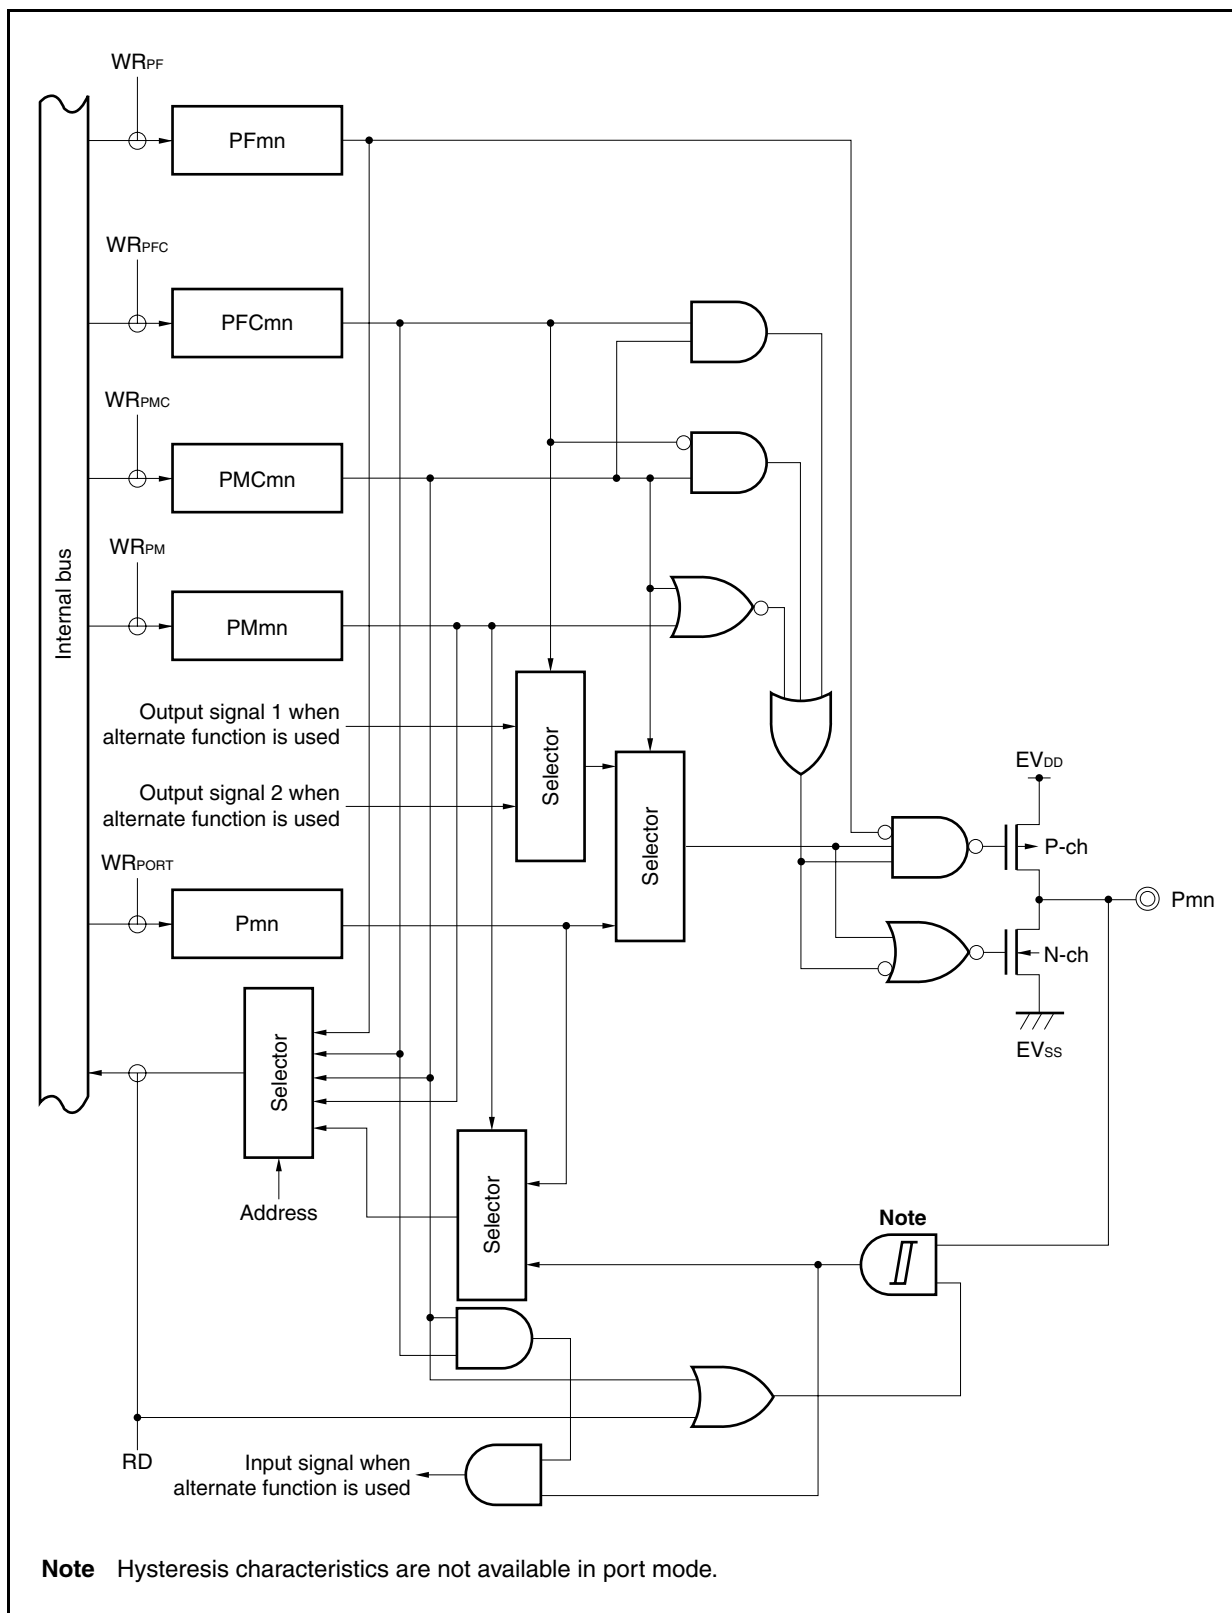 WRPF
PFmn
WRPFC
PFCmn
WRPMC
PMCmn
WRPM
PMmn
Internal bus
Output signal 1 when
alternate function is used
Output signal 2 when
alternate function is used
Selector
Selector
EVDD
P-ch
WRPORT
Pmn
Pmn
N-ch
EVSS
Selector
Address
Selector
Note
RD
Input signal when
alternate function is used
Note Hysteresis characteristics are not available in port mode.